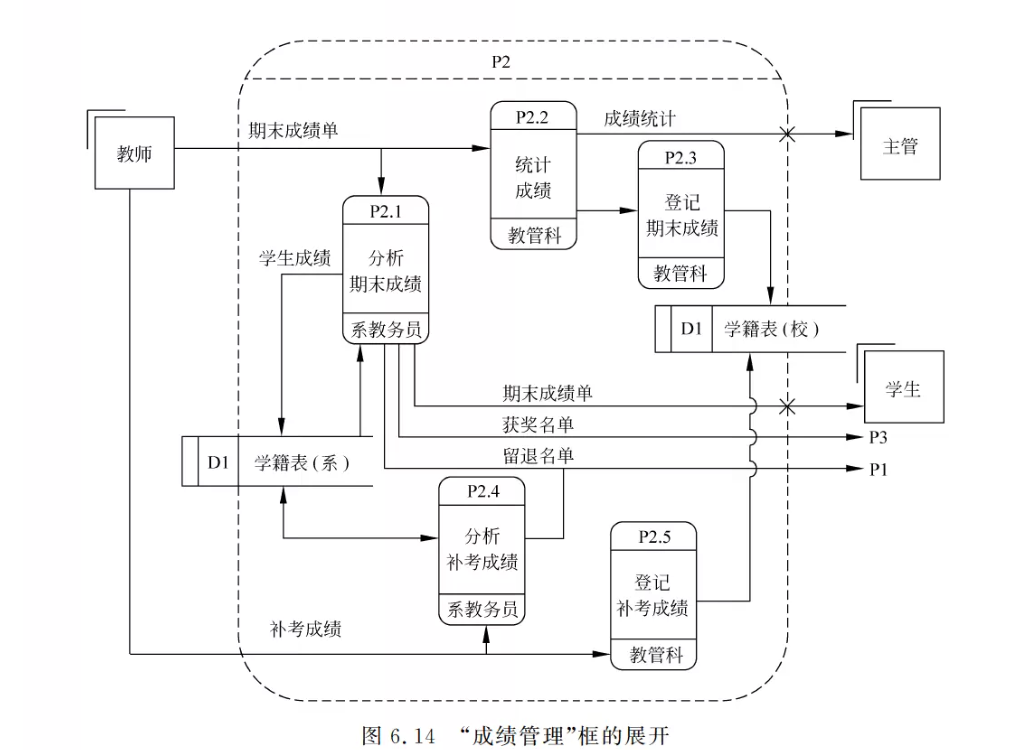 P2
教师
期末成绩单
P2.2
统计
成绩
教管科
成绩统计
主管
P2.3
登记
期末成绩
教管科
P2.1
分析
期末成绩
系教务员
学生成绩
D1 学籍表(校)
期末成绩单
学生
获奖名单
P3
留退名单
P1
D1 学籍表(系)
P2.4
分析
补考成绩
系教务员
P2.5
登记
补考成绩
教管科
补考成绩
图 6.14 “成绩管理”框的展开